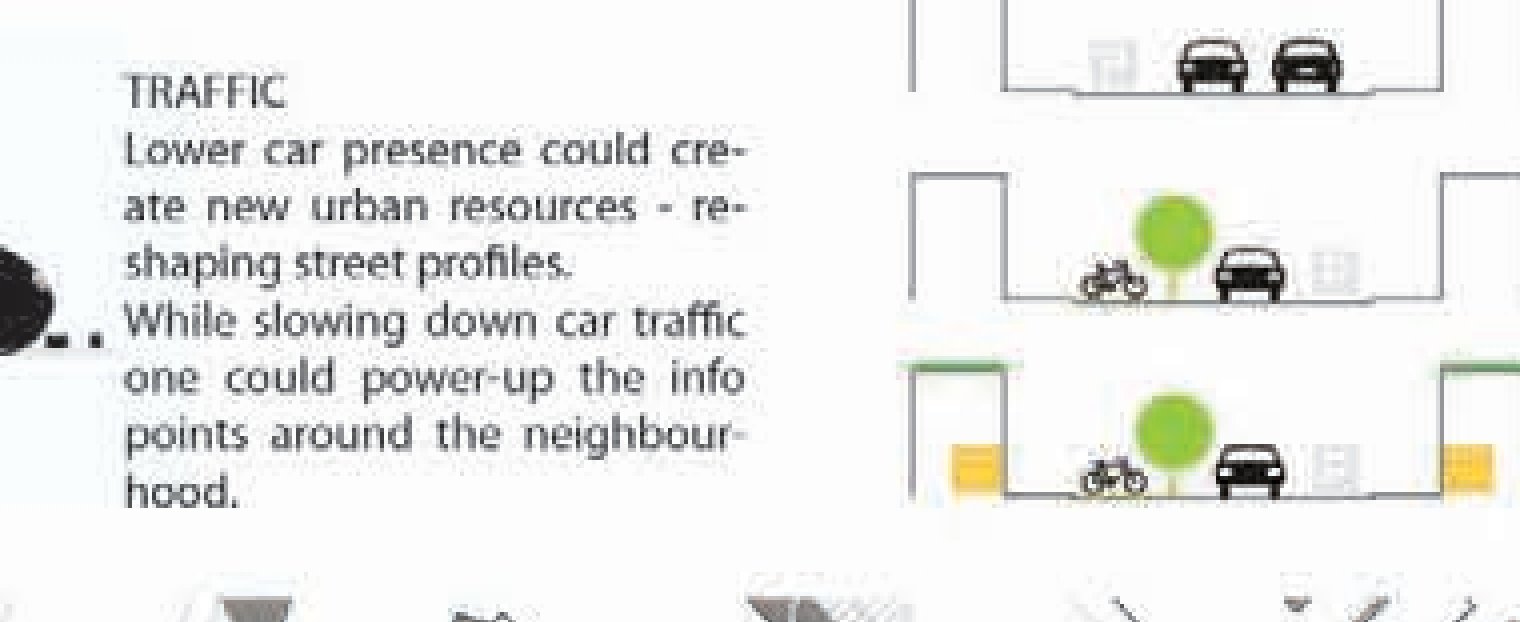 TRAFFIC
Lower car presence could cre-
ate new urban resources - re-
shaping street profiles.
While slowing down car traffic
one could power-up the info
points around the neighbour-
hood.